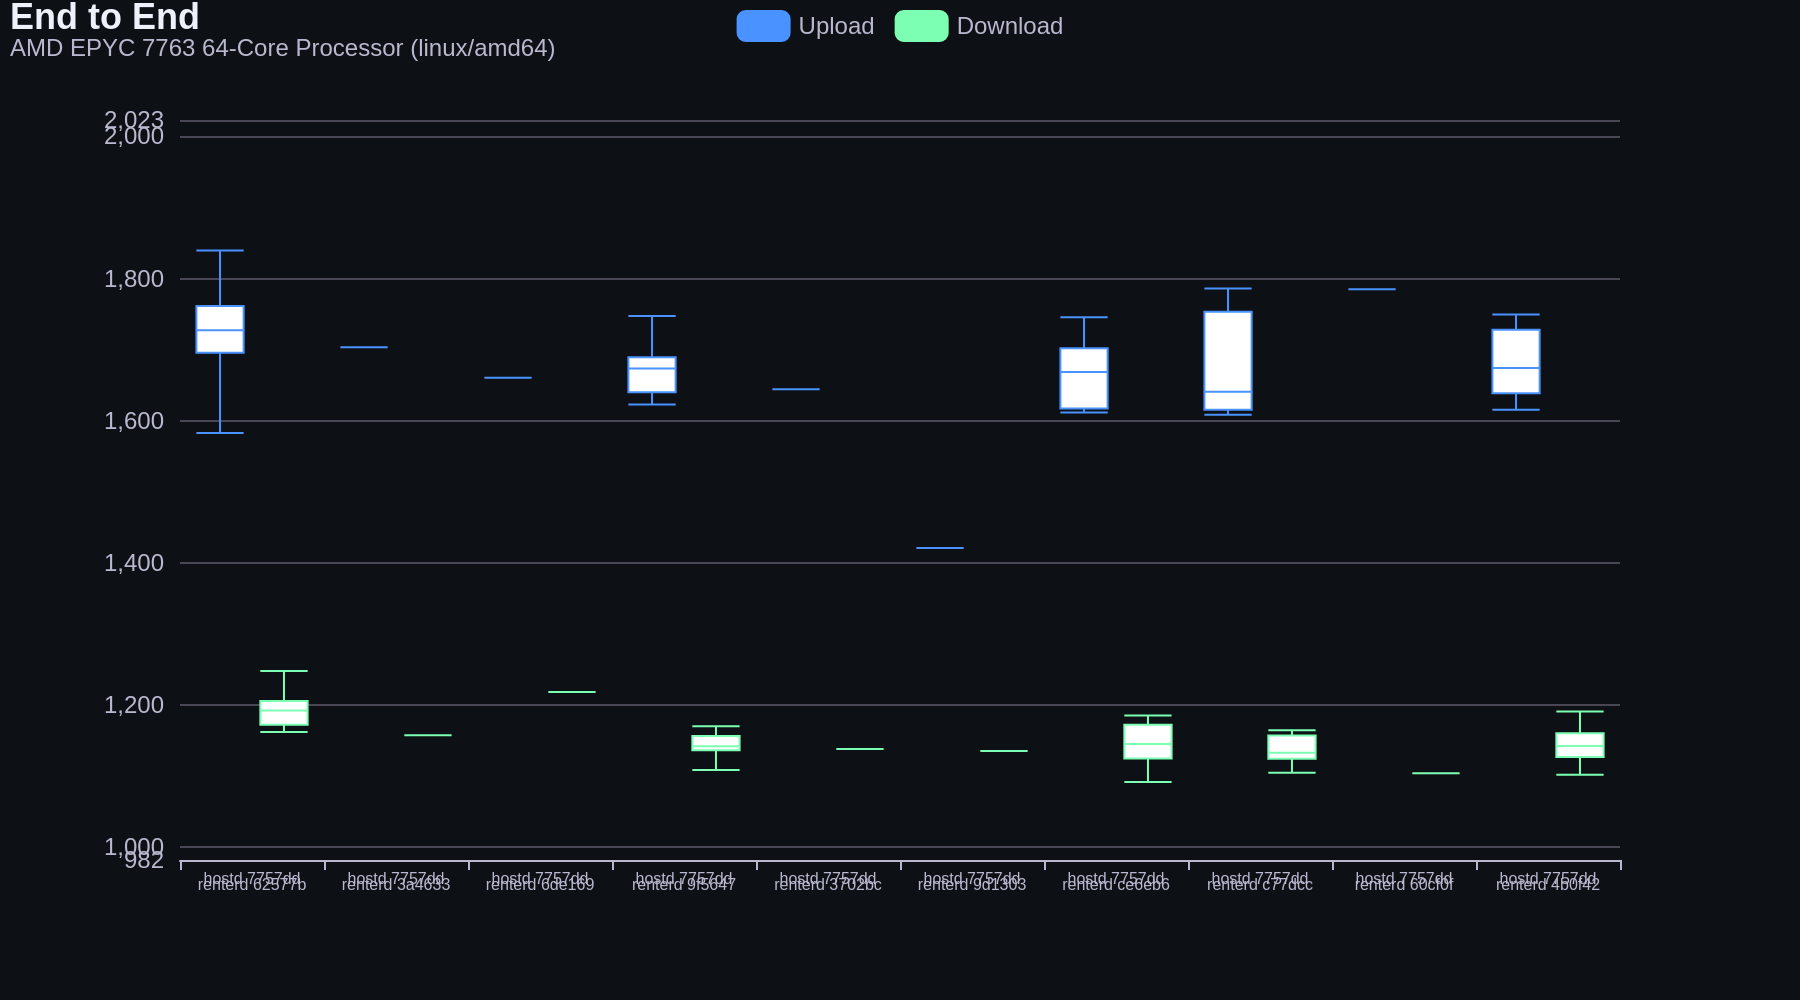 End to End
AMD EPYC 7763 64-Core Processor (linux/amd64)
Upload
Download
2,023
2,000
1,800
1,600
1,400
1,200
1,000
982
hostd 7757dd
renterd 62577b
hostd 7757dd
renterd 3a4633
hostd 7757dd
renterd 6de169
hostd 7757dd
renterd 9f5647
hostd 7757dd
renterd 3702bc
hostd 7757dd
renterd 9d1303
hostd 7757dd
renterd ce6eb6
hostd 7757dd
renterd c77dcc
hostd 7757dd
renterd 60cf0f
hostd 7757dd
renterd 4b0f42